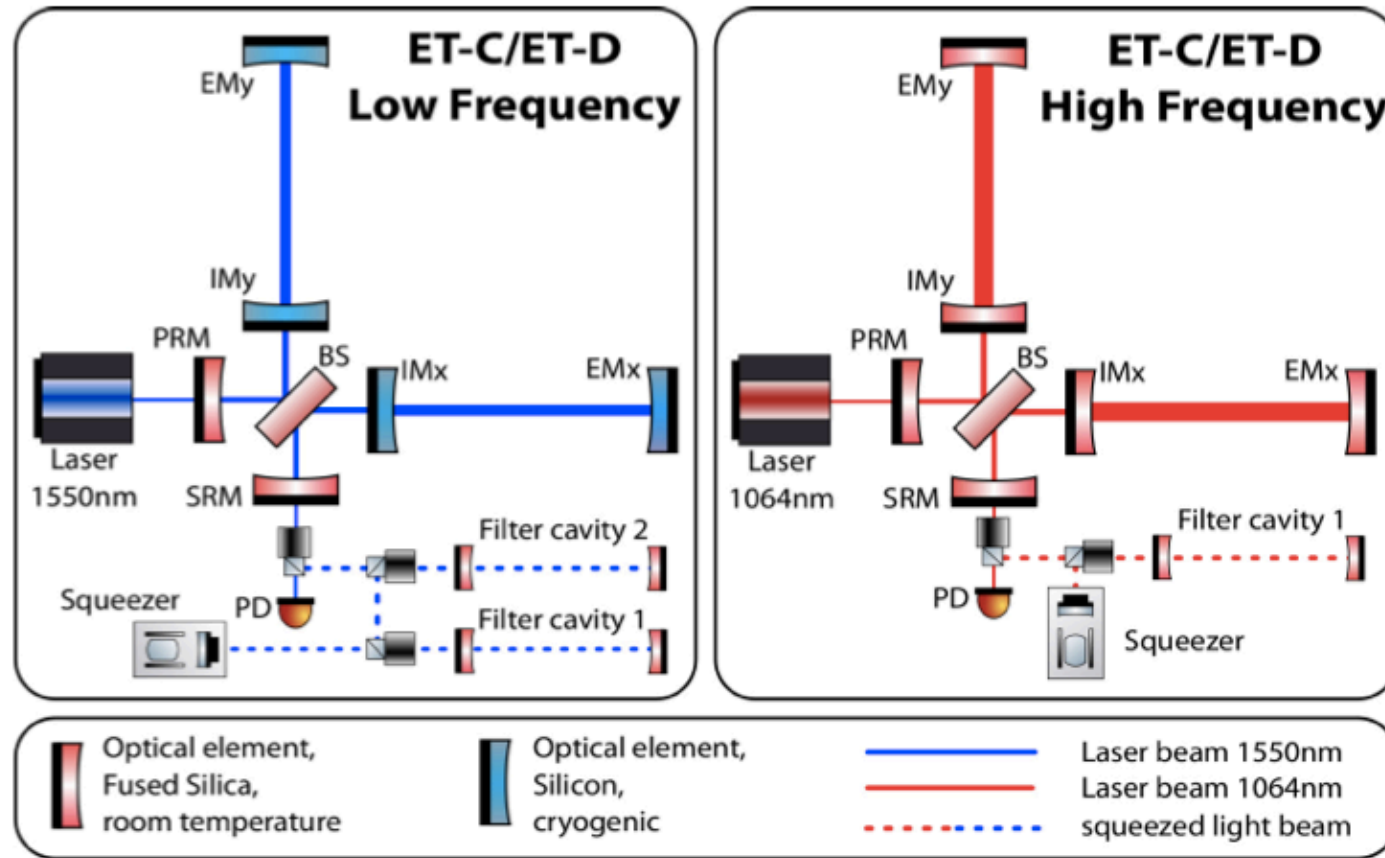 ET-C/ET-D
Low Frequency
EMy
IMy
PRM
BS
IMx
EMx
Laser
1550nm
SRM
Filter cavity 2
Squeezer
PD
Filter cavity 1
ET-C/ET-D
High Frequency
EMy
IMy
PRM
BS
IMx
EMx
Laser
1064nm
SRM
Filter cavity 1
PD
Squeezer
Optical element,
Fused Silica,
room temperature
Optical element,
Silicon,
cryogenic
Laser beam 1550nm
Laser beam 1064nm
squeezed light beam